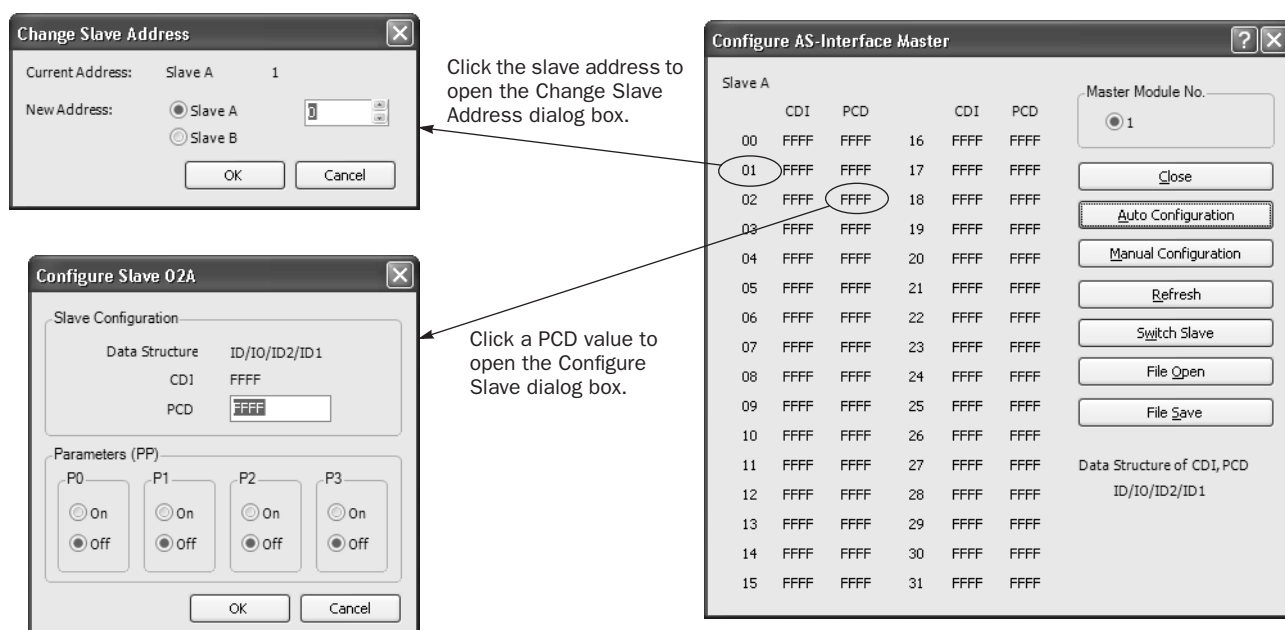 Change Slave Address
Current Address: Slave A 1
New Address: Slave A 0
Slave B
OK Cancel
Click the slave address to
open the Change Slave
Address dialog box.
Configure Slave 02A
Slave Configuration
Data Structure ID/IO/ID2/ID1
CDI FFFF
PCD FFFF
Parameters (PP)
P0 P1 P2 P3
On On On On
Off Off Off Off
OK Cancel
Click a PCD value to
open the Configure
Slave dialog box.
Configure AS-Interface Master
Slave A
CDI PCD CDI PCD
00 FFFF FFFF 16 FFFF FFFF
01 FFFF FFFF 17 FFFF FFFF
02 FFFF FFFF 18 FFFF FFFF
03 FFFF FFFF 19 FFFF FFFF
04 FFFF FFFF 20 FFFF FFFF
05 FFFF FFFF 21 FFFF FFFF
06 FFFF FFFF 22 FFFF FFFF
07 FFFF FFFF 23 FFFF FFFF
08 FFFF FFFF 24 FFFF FFFF
09 FFFF FFFF 25 FFFF FFFF
10 FFFF FFFF 26 FFFF FFFF
11 FFFF FFFF 27 FFFF FFFF
12 FFFF FFFF 28 FFFF FFFF
13 FFFF FFFF 29 FFFF FFFF
14 FFFF FFFF 30 FFFF FFFF
15 FFFF FFFF 31 FFFF FFFF
Master Module No.
1
Close
Auto Configuration
Manual Configuration
Refresh
Switch Slave
File Open
File Save
Data Structure of CDI, PCD
ID/IO/ID2/ID1